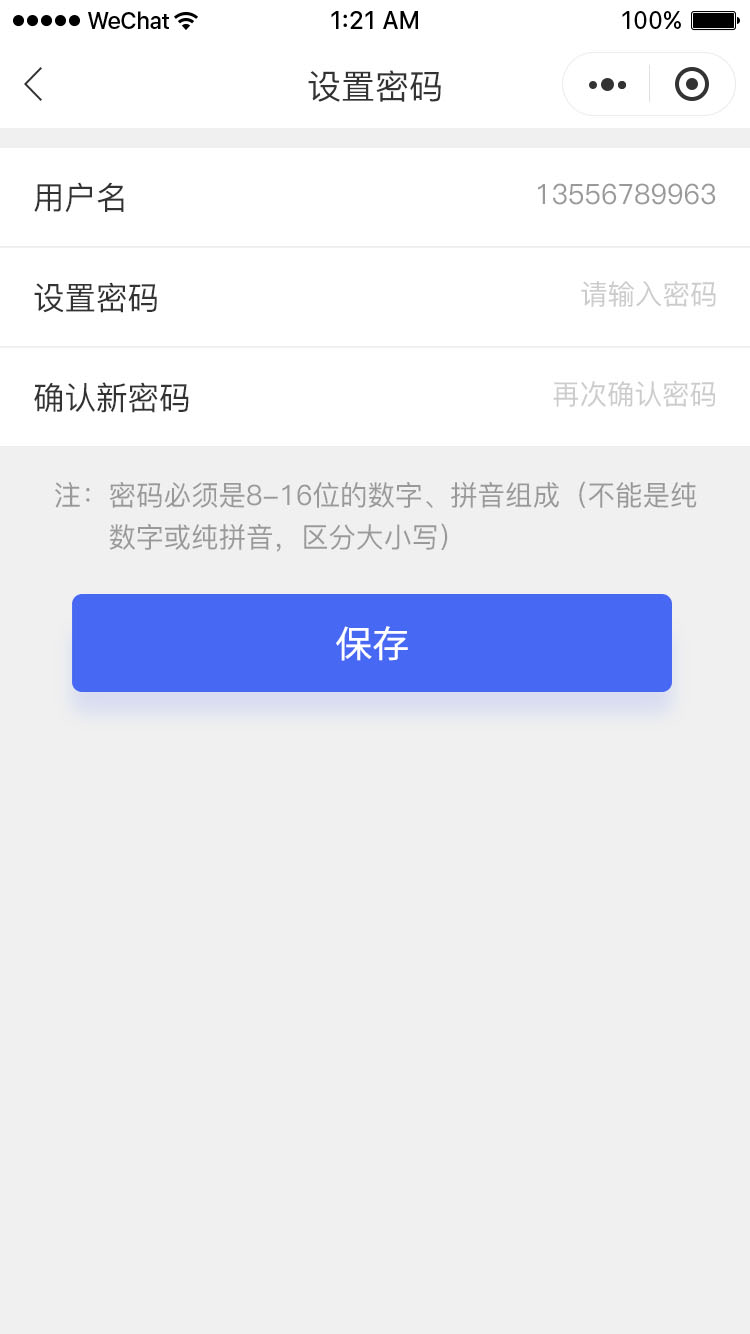 WeChat 1:21 AM 100%
设置密码
用户名 13556789963
设置密码 请输入密码
确认新密码 再次确认密码
注：密码必须是8-16位的数字、拼音组成（不能是纯
数字或纯拼音，区分大小写）
保存